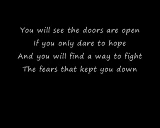 You will see the doors are open
If you only dare to hope
And you will find a way to fight
The fears that kept you down